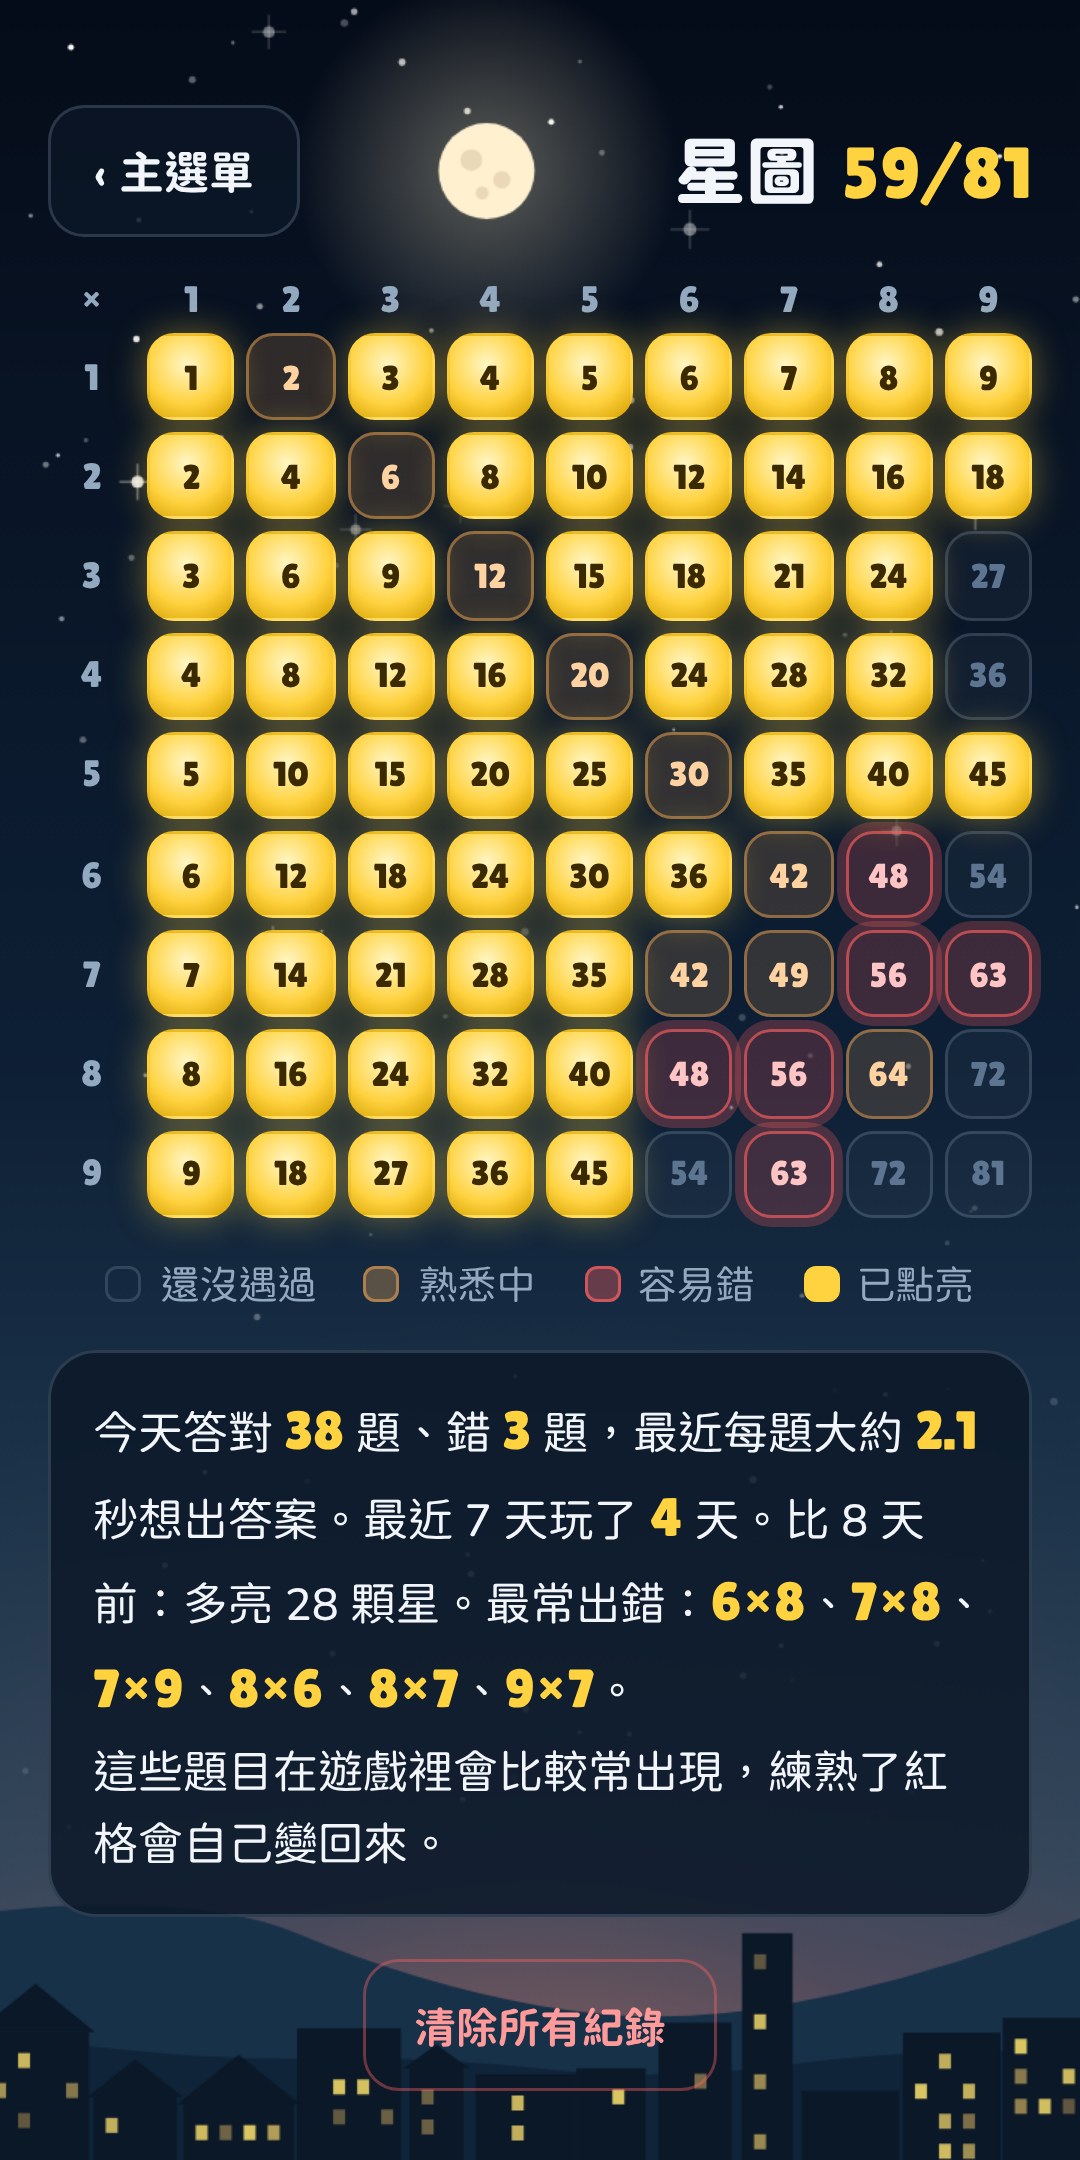 ‹ 主選單
星圖 59/81
× 1 2 3 4 5 6 7 8 9
1 1 2 3 4 5 6 7 8 9
2 2 4 6 8 10 12 14 16 18
3 3 6 9 12 15 18 21 24 27
4 4 8 12 16 20 24 28 32 36
5 5 10 15 20 25 30 35 40 45
6 6 12 18 24 30 36 42 48 54
7 7 14 21 28 35 42 49 56 63
8 8 16 24 32 40 48 56 64 72
9 9 18 27 36 45 54 63 72 81
還沒遇過 熟悉中 容易錯 已點亮
今天答對 38 題、錯 3 題，最近每題大約 2.1
秒想出答案。最近 7 天玩了 4 天。比 8 天
前：多亮 28 顆星。最常出錯：6×8、7×8、
7×9、8×6、8×7、9×7。
這些題目在遊戲裡會比較常出現，練熟了紅
格會自己變回來。
清除所有紀錄